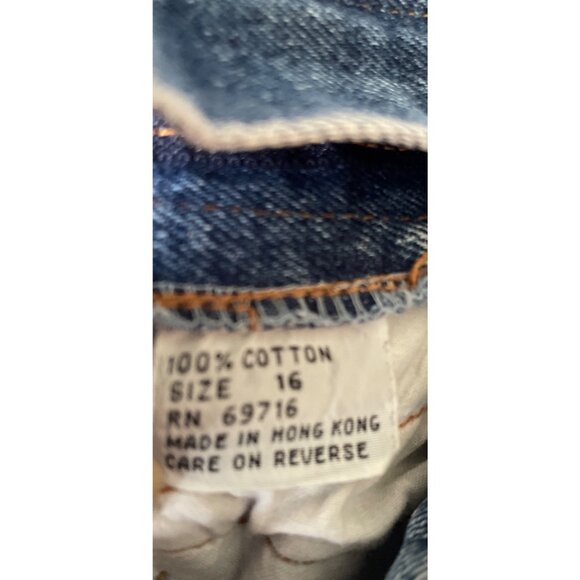 100% COTTON
SIZE 16
RN 69716
MADE IN HONG KONG
CARE ON REVERSE